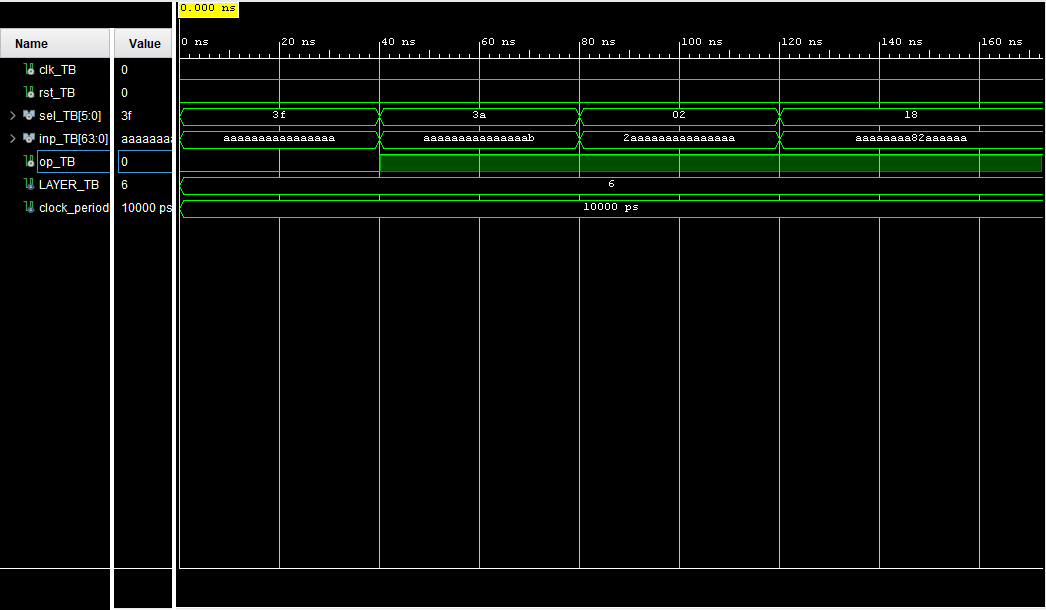 0.000 ns
Name Value
0 ns 20 ns 40 ns 60 ns 80 ns 100 ns 120 ns 140 ns 160 ns
clk_TB 0
rst_TB 0
sel_TB[5:0] 3f 3f 3a 02 18
inp_TB[63:0] aaaaaaaa aaaaaaaaaaaaaaaa aaaaaaaaaaaaaaab 2aaaaaaaaaaaaaaa aaaaaaaa82aaaaaa
op_TB 0
LAYER_TB 6 6
clock_period 10000 ps 10000 ps